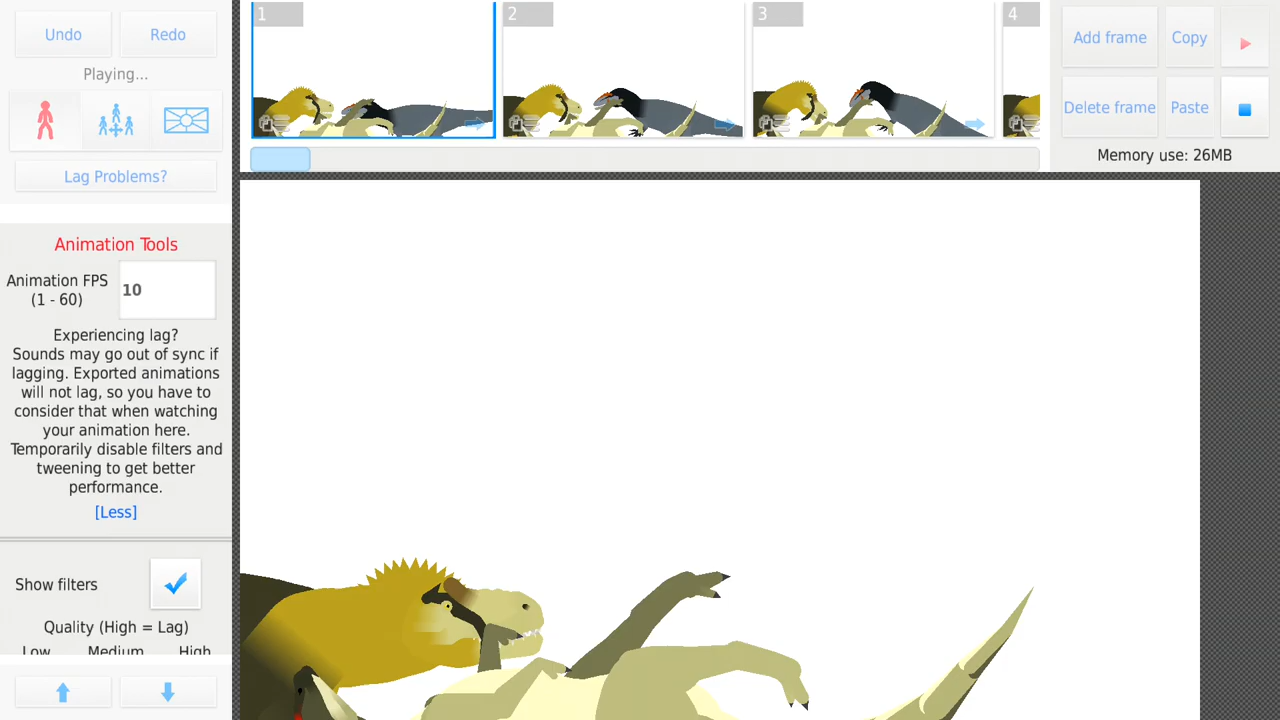 Undo
Redo
Playing...
Lag Problems?
Animation Tools
Animation FPS
(1 - 60)
10
Experiencing lag?
Sounds may go out of sync if
lagging. Exported animations
will not lag, so you have to
consider that when watching
your animation here.
Temporarily disable filters and
tweening to get better
performance.
[Less]
Show filters
Quality (High = Lag)
Low Medium High
1
2
3
4
Add frame
Copy
Delete frame
Paste
Memory use: 26MB